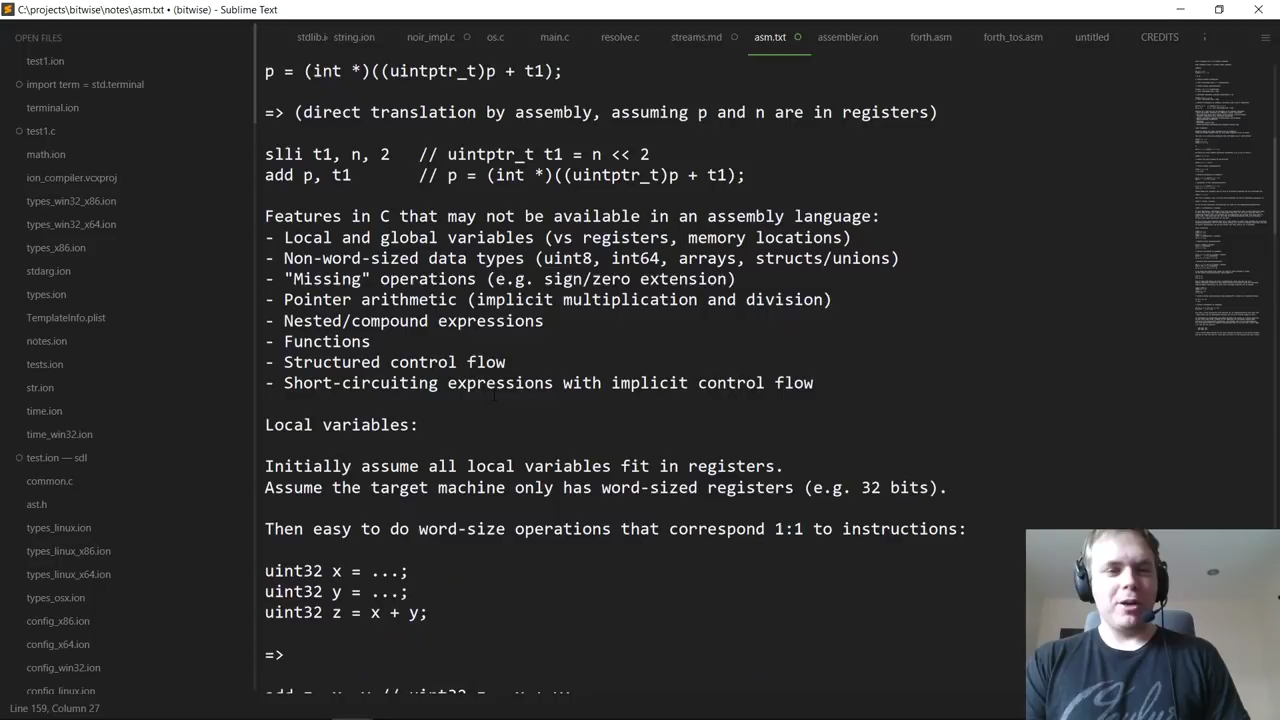 C:\projects\bitwise\notes\asm.txt • (bitwise) - Sublime Text
OPEN FILES
test1.ion
import term = std.terminal
terminal.ion
test1.c
math.ion
ion_compiler.vcxproj
types_win32_x86.ion
types_win32_x64.ion
types_x86.ion
stdarg.ion
types.ion
TemplateInfo.plist
notes.ion
tests.ion
str.ion
time.ion
time_win32.ion
test.ion — sdl
common.c
ast.h
types_linux.ion
types_linux_x86.ion
types_linux_x64.ion
types_osx.ion
config_x86.ion
config_x64.ion
config_win32.ion
config_linux.ion
stdlib.i string.ion noir_impl.c os.c main.c resolve.c streams.md asm.txt assembler.ion forth.asm forth_tos.asm untitled CREDITS
p = (int *)((uintptr_t)p + t1);
=> (direct transcription by assembly, assuming p and n are in registers)
slli t1, n, 2 // uintptr_t t1 = n << 2
add p, t1 // p = (int *)((uintptr_t)p + t1);
Features of C that may not be available in an assembly language:
- Local and global variables (vs registers, memory locations)
- Non-word-sized data types (uint8, int64, arrays, structs/unions)
- "Missing" operations (e.g. sign/zero extension)
- Pointer arithmetic (implicit multiplication and division)
- Nested/compound expressions
- Functions
- Structured control flow
- Short-circuiting expressions with implicit control flow
Local variables:
Initially assume all local variables fit in registers.
Assume the target machine only has word-sized registers (e.g. 32 bits).
Then easy to do word-size operations that correspond 1:1 to instructions:
uint32 x = ...;
uint32 y = ...;
uint32 z = x + y;
=>
Line 159, Column 27